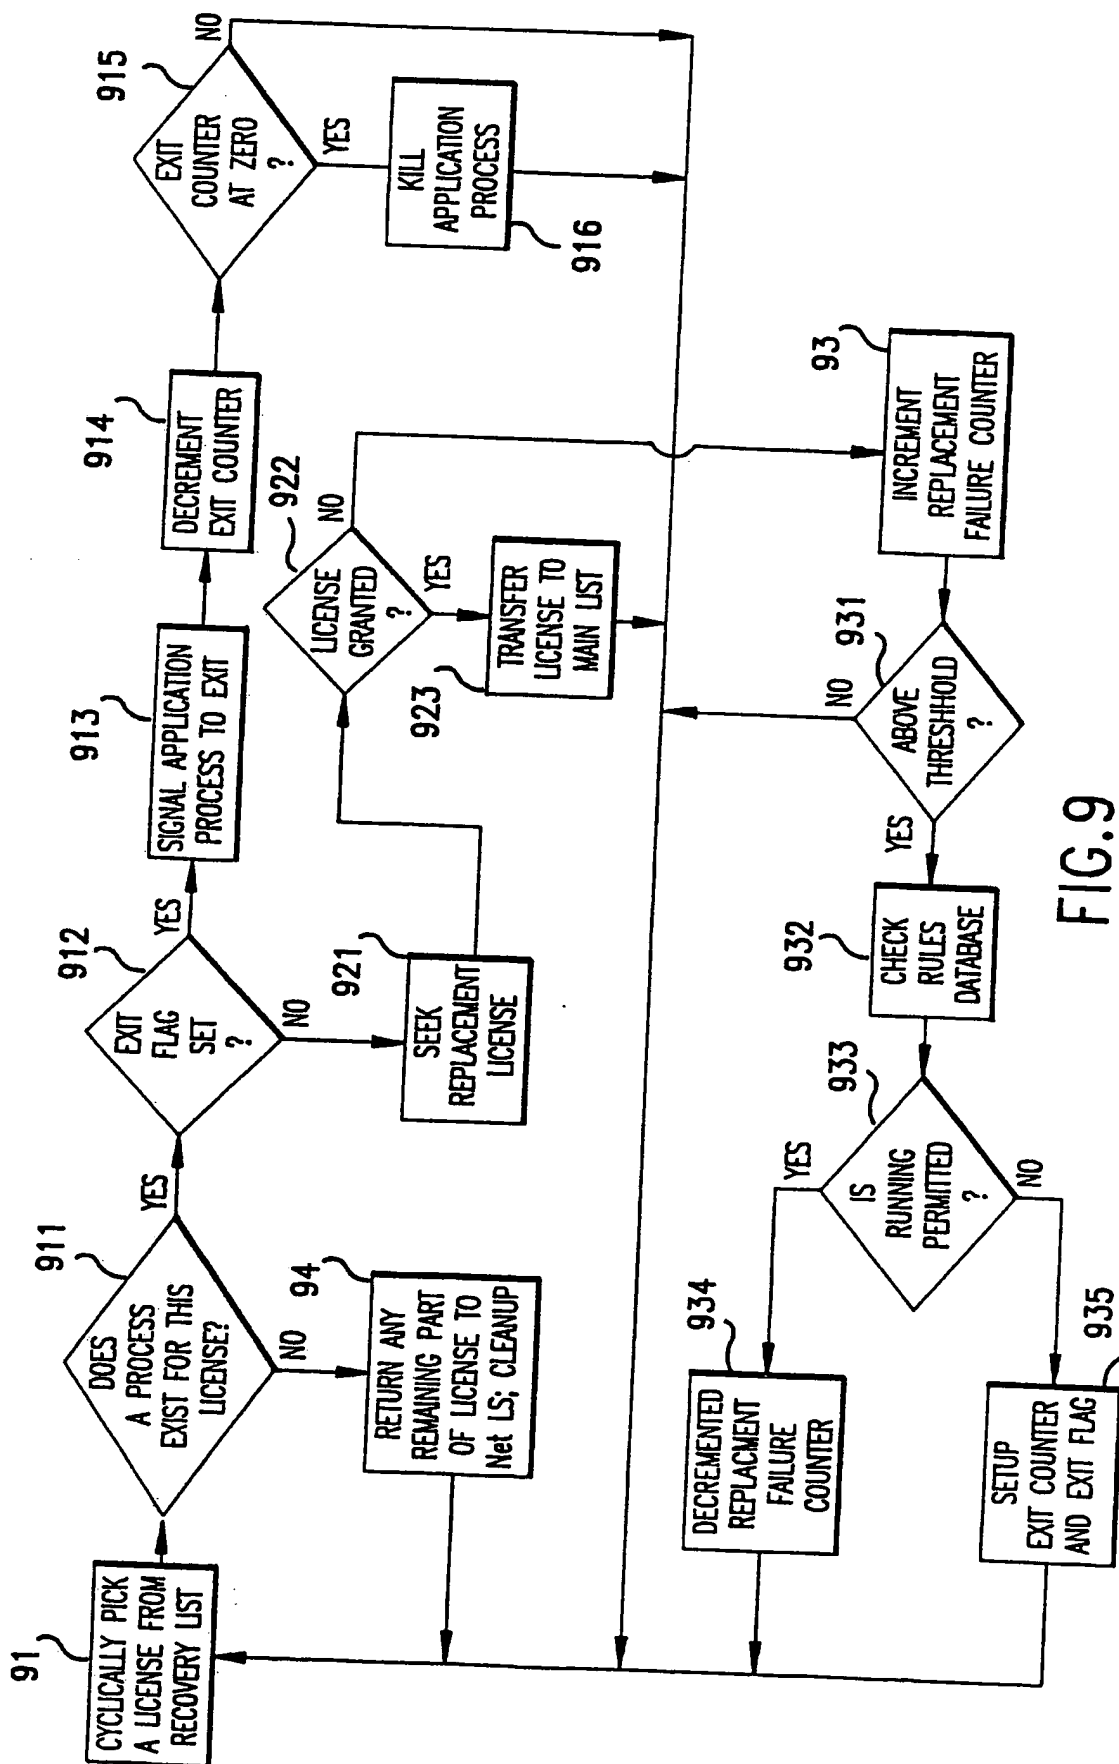 91
CYCLICALLY PICK
A LICENSE FROM
RECOVERY LIST
911
DOES
A PROCESS
EXIST FOR THIS
LICENSE?
YES
NO
94
RETURN ANY
REMAINING PART
OF LICENSE TO
Net LS; CLEANUP
912
EXIT
FLAG
SET
?
YES
NO
913
SIGNAL APPLICATION
PROCESS TO EXIT
914
DECREMENT
EXIT COUNTER
915
EXIT
COUNTER
AT ZERO
?
NO
YES
KILL
APPLICATION
PROCESS
916
921
SEEK
REPLACEMENT
LICENSE
922
LICENSE
GRANTED
?
NO
YES
TRANSFER
LICENSE TO
MAIN LIST
923
93
INCREMENT
REPLACEMENT
FAILURE COUNTER
931
ABOVE
THRESHHOLD
?
NO
YES
932
CHECK
RULES
DATABASE
933
IS
RUNNING
PERMITTED
?
YES
NO
934
DECREMENTED
REPLACMENT
FAILURE
COUNTER
935
SETUP
EXIT COUNTER
AND EXIT FLAG
FIG.9